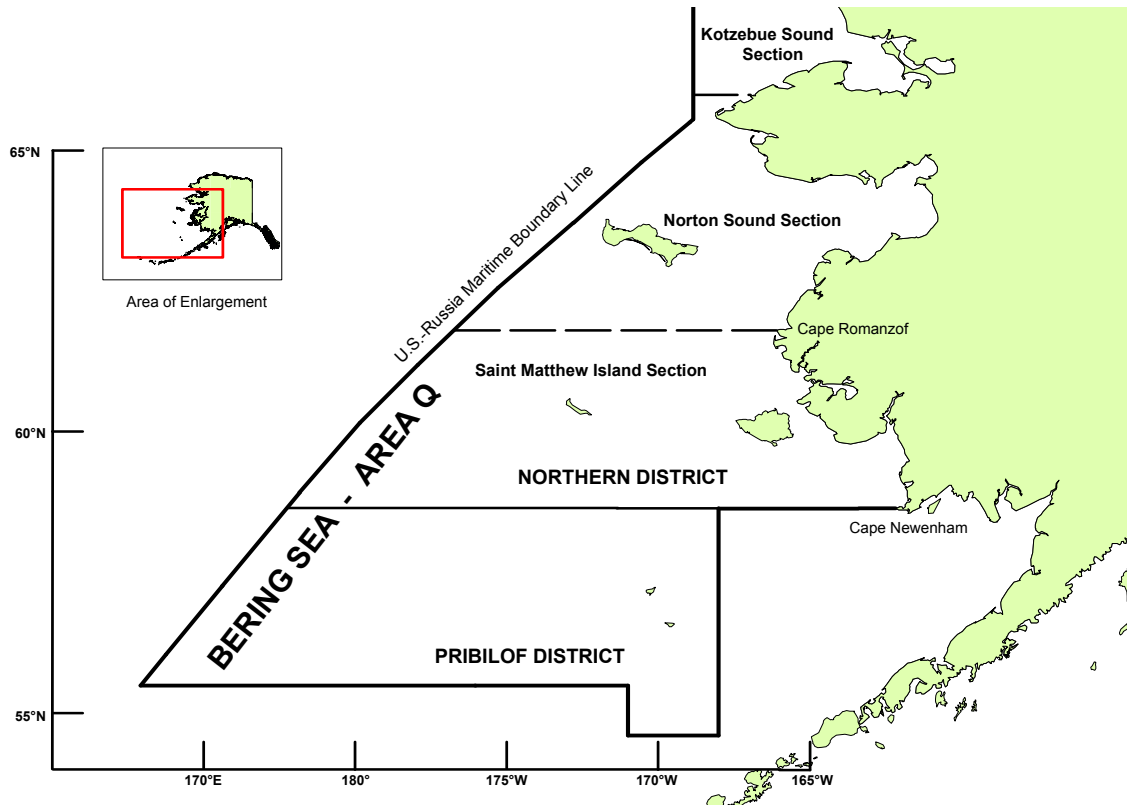 Kotzebue Sound
Section
65°N
Norton Sound Section
U.S.-Russia Maritime Boundary Line
Area of Enlargement
Cape Romanzof
Saint Matthew Island Section
60°N
BERING SEA - AREA Q
NORTHERN DISTRICT
Cape Newenham
PRIBILOF DISTRICT
55°N
170°E
180°
175°W
170°W
165°W